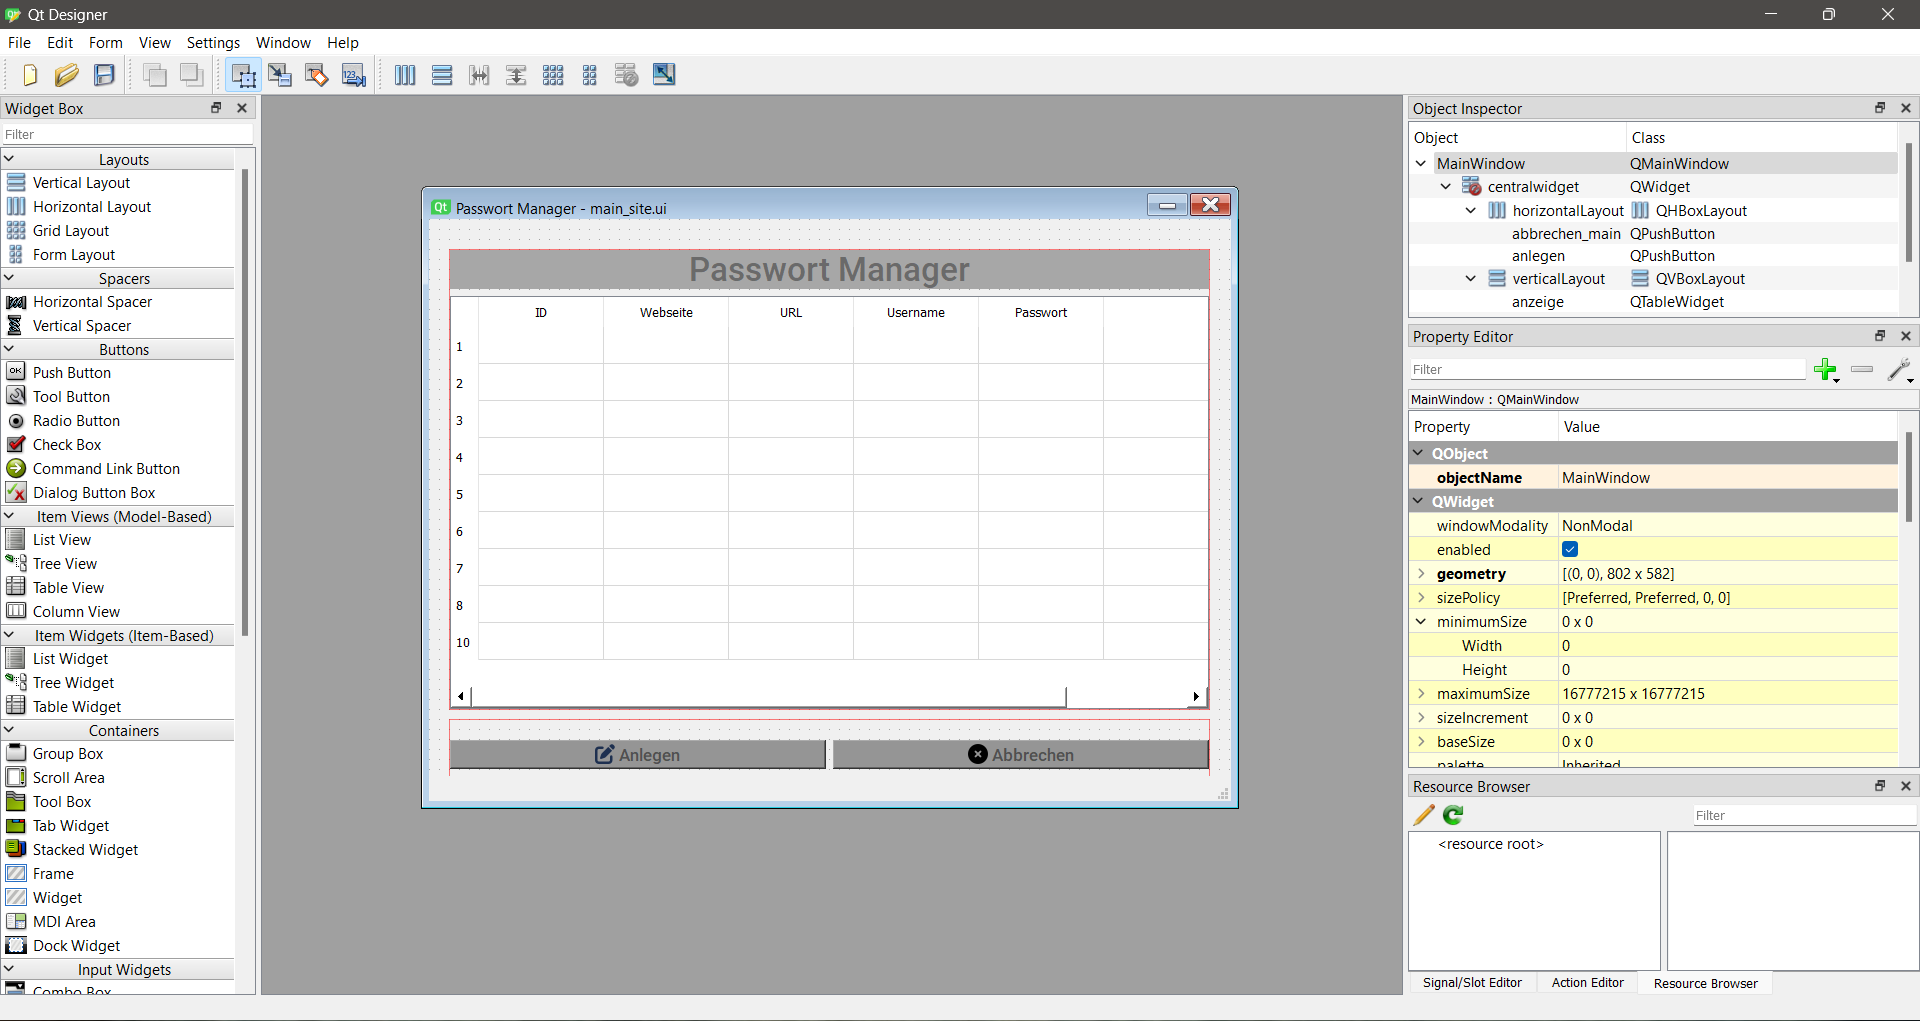 Qt Designer
File Edit Form View Settings Window Help
Widget Box
Filter
Layouts
Vertical Layout
Horizontal Layout
Grid Layout
Form Layout
Spacers
Horizontal Spacer
Vertical Spacer
Buttons
Push Button
Tool Button
Radio Button
Check Box
Command Link Button
Dialog Button Box
Item Views (Model-Based)
List View
Tree View
Table View
Column View
Item Widgets (Item-Based)
List Widget
Tree Widget
Table Widget
Containers
Group Box
Scroll Area
Tool Box
Tab Widget
Stacked Widget
Frame
Widget
MDI Area
Dock Widget
Input Widgets
Combo Box
Qt Passwort Manager - main_site.ui
Passwort Manager
ID Webseite URL Username Passwort
1
2
3
4
5
6
7
8
10
Anlegen Abbrechen
Object Inspector
Object Class
MainWindow QMainWindow
centralwidget QWidget
horizontalLayout QHBoxLayout
abbrechen_main QPushButton
anlegen QPushButton
verticalLayout QVBoxLayout
anzeige QTableWidget
Property Editor
Filter
MainWindow : QMainWindow
Property Value
QObject
objectName MainWindow
QWidget
windowModality NonModal
enabled
geometry [(0, 0), 802 x 582]
sizePolicy [Preferred, Preferred, 0, 0]
minimumSize 0 x 0
Width 0
Height 0
maximumSize 16777215 x 16777215
sizeIncrement 0 x 0
baseSize 0 x 0
palette Inherited
Resource Browser
Filter
<resource root>
Signal/Slot Editor Action Editor Resource Browser